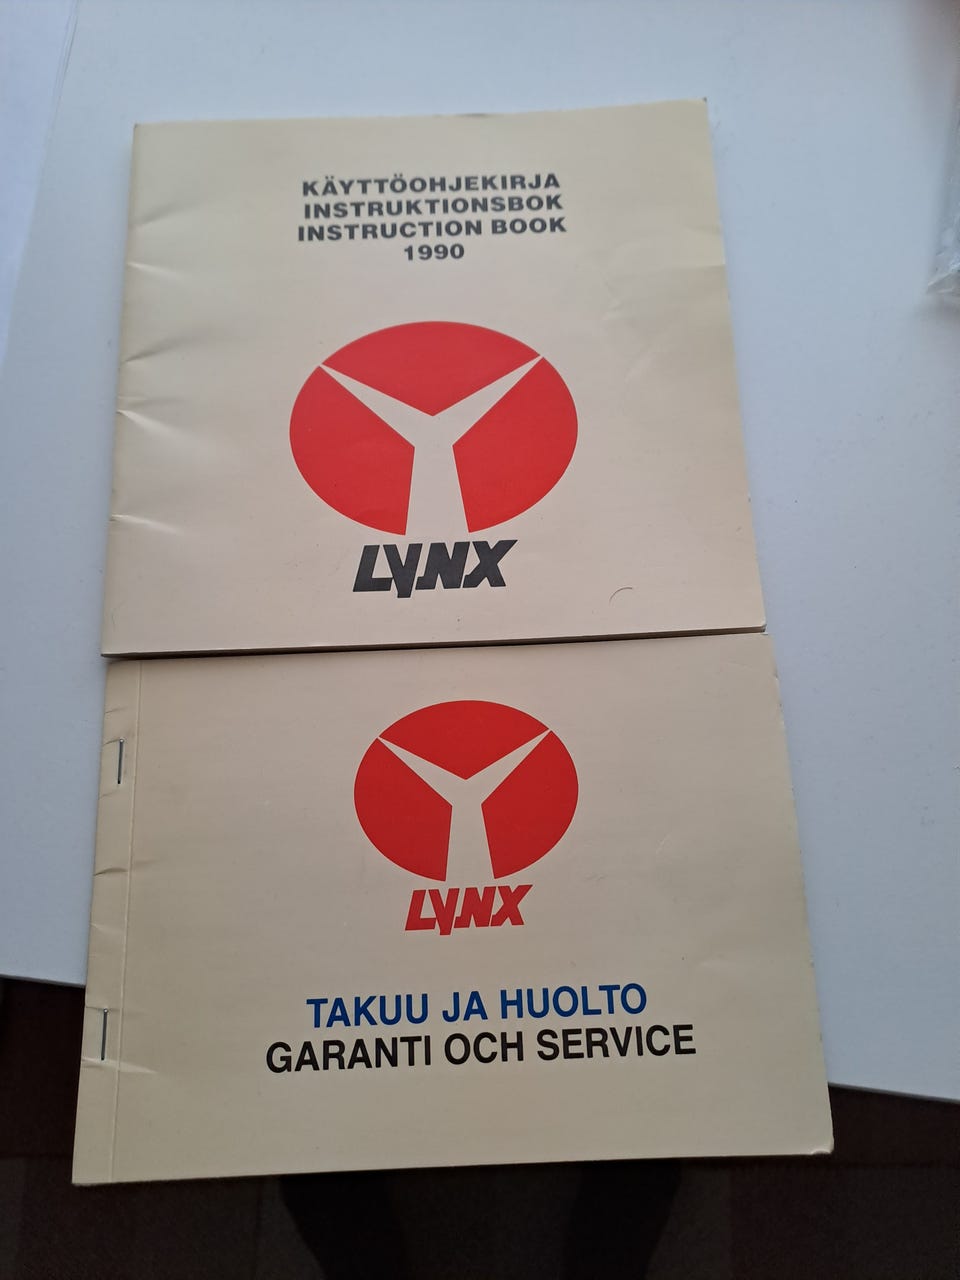 KÄYTTÖOHJEKIRJA
INSTRUKTIONSBOK
INSTRUCTION BOOK
1990
LYNX
LYNX
TAKUU JA HUOLTO
GARANTI OCH SERVICE